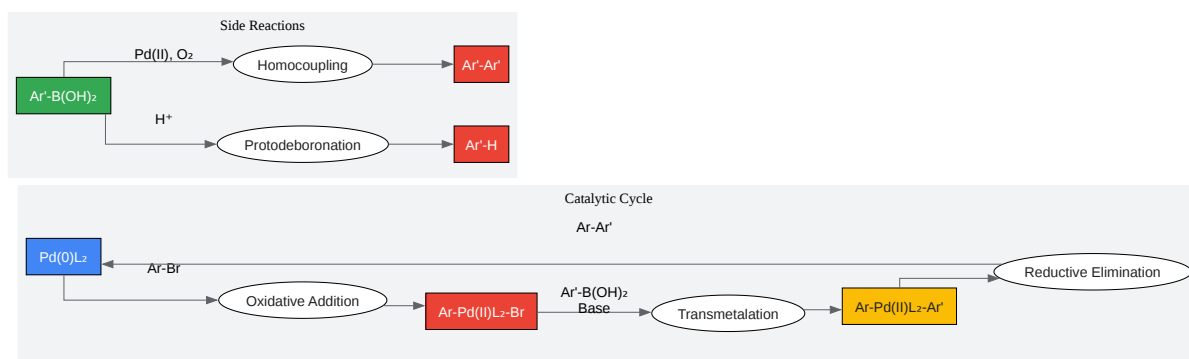 Side Reactions
Pd(II), O₂
Homocoupling
Ar'-Ar'
Ar'-B(OH)₂
H⁺
Protodeboronation
Ar'-H
Catalytic Cycle
Ar-Ar'
Pd(0)L₂
Ar-Br
Oxidative Addition
Ar-Pd(II)L₂-Br
Ar'-B(OH)₂
Base
Transmetalation
Ar-Pd(II)L₂-Ar'
Reductive Elimination